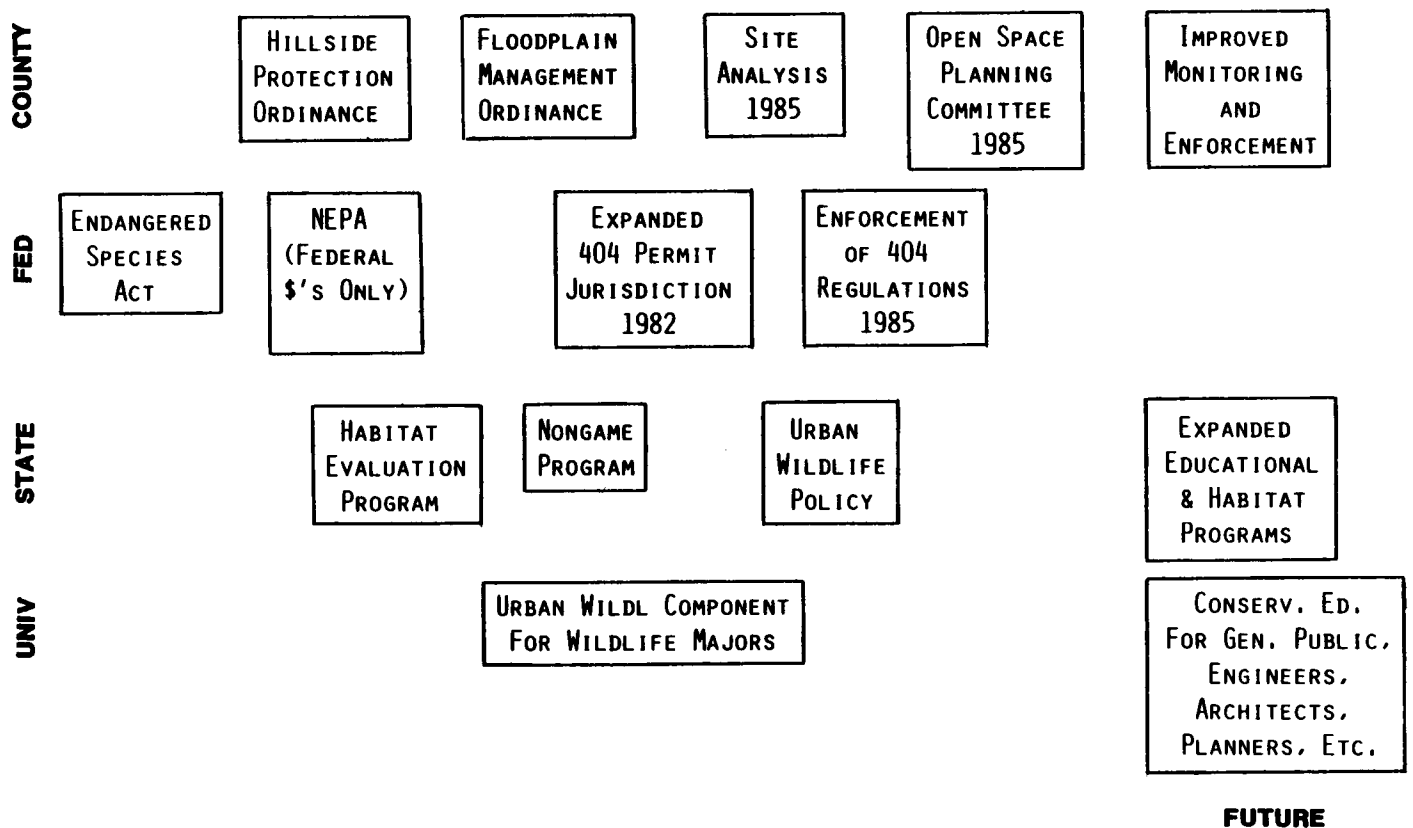 COUNTY
HILLSIDE
PROTECTION
ORDINANCE
FLOODPLAIN
MANAGEMENT
ORDINANCE
SITE
ANALYSIS
1985
OPEN SPACE
PLANNING
COMMITTEE
1985
IMPROVED
MONITORING
AND
ENFORCEMENT
FED
ENDANGERED
SPECIES
ACT
NEPA
(FEDERAL
$'S ONLY)
EXPANDED
404 PERMIT
JURISDICTION
1982
ENFORCEMENT
OF 404
REGULATIONS
1985
STATE
HABITAT
EVALUATION
PROGRAM
NONGAME
PROGRAM
URBAN
WILDLIFE
POLICY
EXPANDED
EDUCATIONAL
& HABITAT
PROGRAMS
UNIV
URBAN WILDL COMPONENT
FOR WILDLIFE MAJORS
CONSERV. ED.
FOR GEN. PUBLIC,
ENGINEERS,
ARCHITECTS,
PLANNERS, ETC.
FUTURE